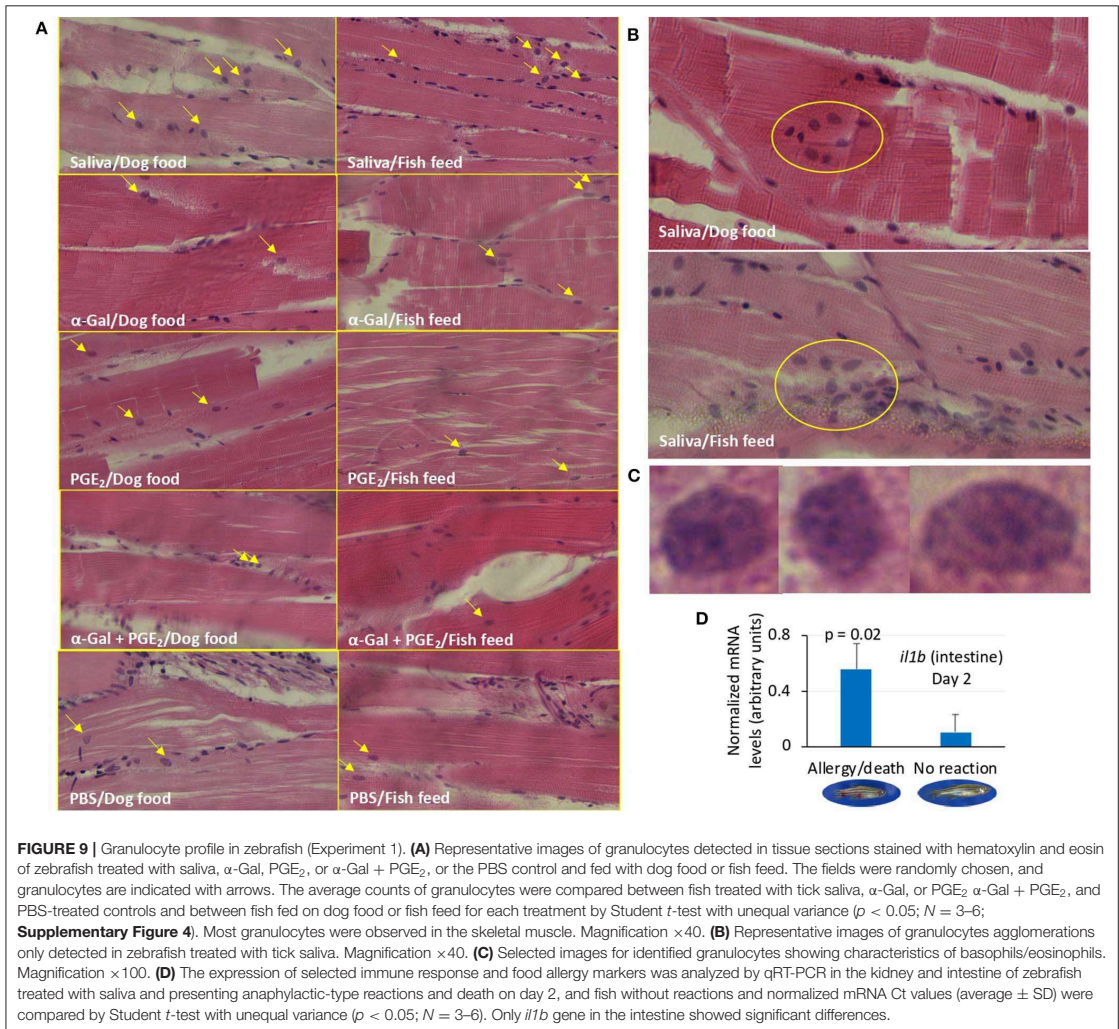 A
B
Saliva/Dog food
Saliva/Fish feed
Saliva/Dog food
α-Gal/Dog food
α-Gal/Fish feed
Saliva/Fish feed
PGE₂/Dog food
PGE₂/Fish feed
C
α-Gal + PGE₂/Dog food
α-Gal + PGE₂/Fish feed
PBS/Dog food
PBS/Fish feed
D
Normalized mRNA
levels (arbitrary units)
0.8
0.4
0
p = 0.02
il1b (intestine)
Day 2
Allergy/death
No reaction
FIGURE 9 | Granulocyte profile in zebrafish (Experiment 1). (A) Representative images of granulocytes detected in tissue sections stained with hematoxylin and eosin
of zebrafish treated with saliva, α-Gal, PGE₂, or α-Gal + PGE₂, or the PBS control and fed with dog food or fish feed. The fields were randomly chosen, and
granulocytes are indicated with arrows. The average counts of granulocytes were compared between fish treated with tick saliva, α-Gal, or PGE₂ α-Gal + PGE₂, and
PBS-treated controls and between fish fed on dog food or fish feed for each treatment by Student t-test with unequal variance (p < 0.05; N = 3–6;
Supplementary Figure 4). Most granulocytes were observed in the skeletal muscle. Magnification ×40. (B) Representative images of granulocytes agglomerations
only detected in zebrafish treated with tick saliva. Magnification ×40. (C) Selected images for identified granulocytes showing characteristics of basophils/eosinophils.
Magnification ×100. (D) The expression of selected immune response and food allergy markers was analyzed by qRT-PCR in the kidney and intestine of zebrafish
treated with saliva and presenting anaphylactic-type reactions and death on day 2, and fish without reactions and normalized mRNA Ct values (average ± SD) were
compared by Student t-test with unequal variance (p < 0.05; N = 3–6). Only il1b gene in the intestine showed significant differences.